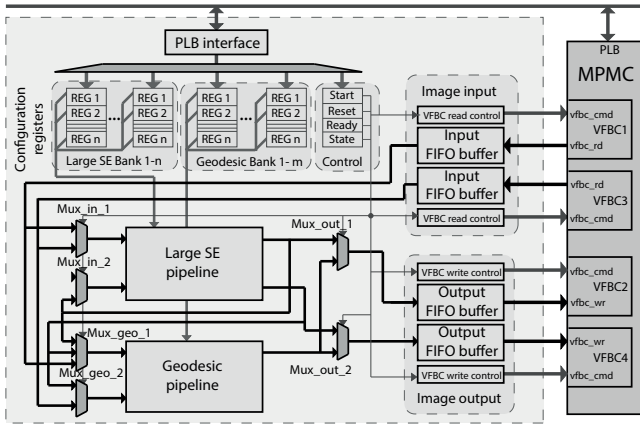 PLB interface
PLB
MPMC
Configuration
registers
REG 1
REG 2
REG n
...
REG 1
REG 2
REG n
Large SE Bank 1-n
REG 1
REG 2
REG n
...
REG 1
REG 2
REG n
Geodesic Bank 1- m
Start
Reset
Ready
State
Control
Image input
VFBC read control
Input
FIFO buffer
Input
FIFO buffer
VFBC read control
vfbc_cmd
VFBC1
vfbc_rd
vfbc_rd
VFBC3
vfbc_cmd
Mux_in_1
Mux_in_2
Large SE
pipeline
Mux_out_1
Mux_geo_1
Mux_geo_2
Geodesic
pipeline
Mux_out_2
VFBC write control
Output
FIFO buffer
Output
FIFO buffer
VFBC write control
Image output
vfbc_cmd
VFBC2
vfbc_wr
vfbc_wr
VFBC4
vfbc_cmd